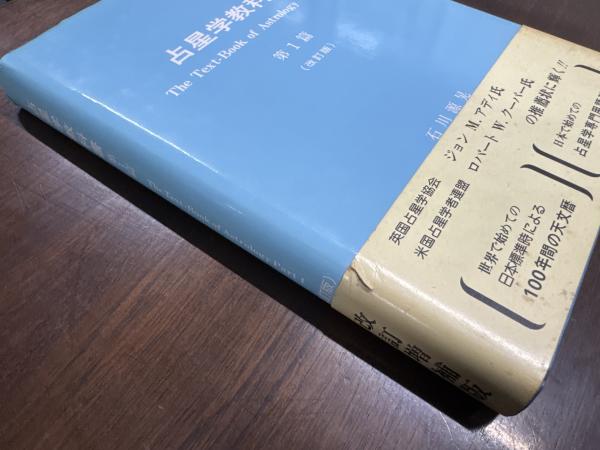 占星学教科
The Text-Book of Astrology
第1篇
(改訂版)
石川源晃
英国占星学協会
ジョン M. アディ氏
米国占星学者連盟
ロバート W. クーパー氏
の推薦状に輝く!!
世界で始めての
日本標準時による
100年間の天文暦
日本で始めての
占星学専門用語
The Text-Book of Astrology Part 1
改訂増補版